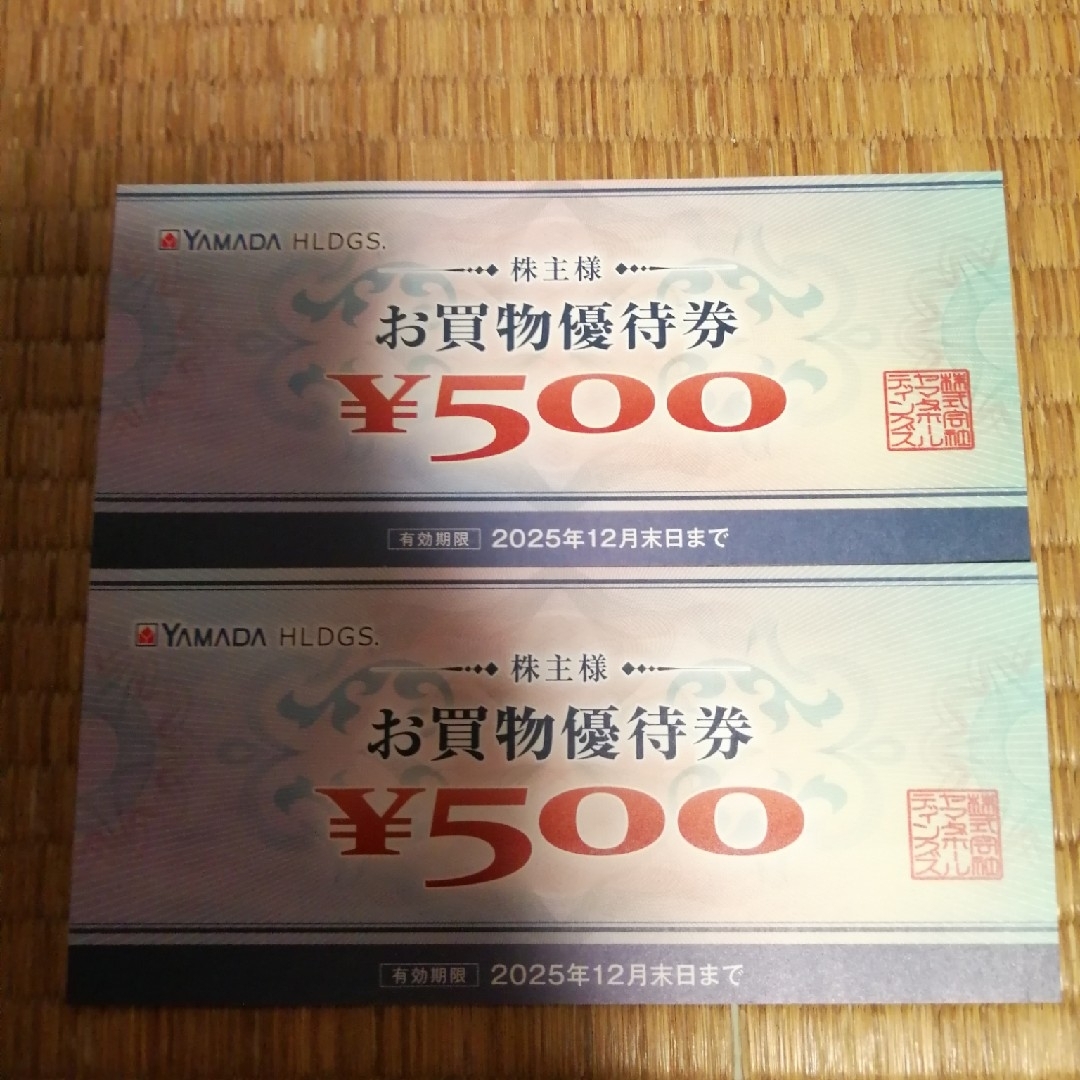 YAMADA HLDGS.
株主様
お買物優待券
¥500
株式会社
ヤマダホール
ディングス
有効期限 2025年12月末日まで
YAMADA HLDGS.
株主様
お買物優待券
¥500
株式会社
ヤマダホール
ディングス
有効期限 2025年12月末日まで